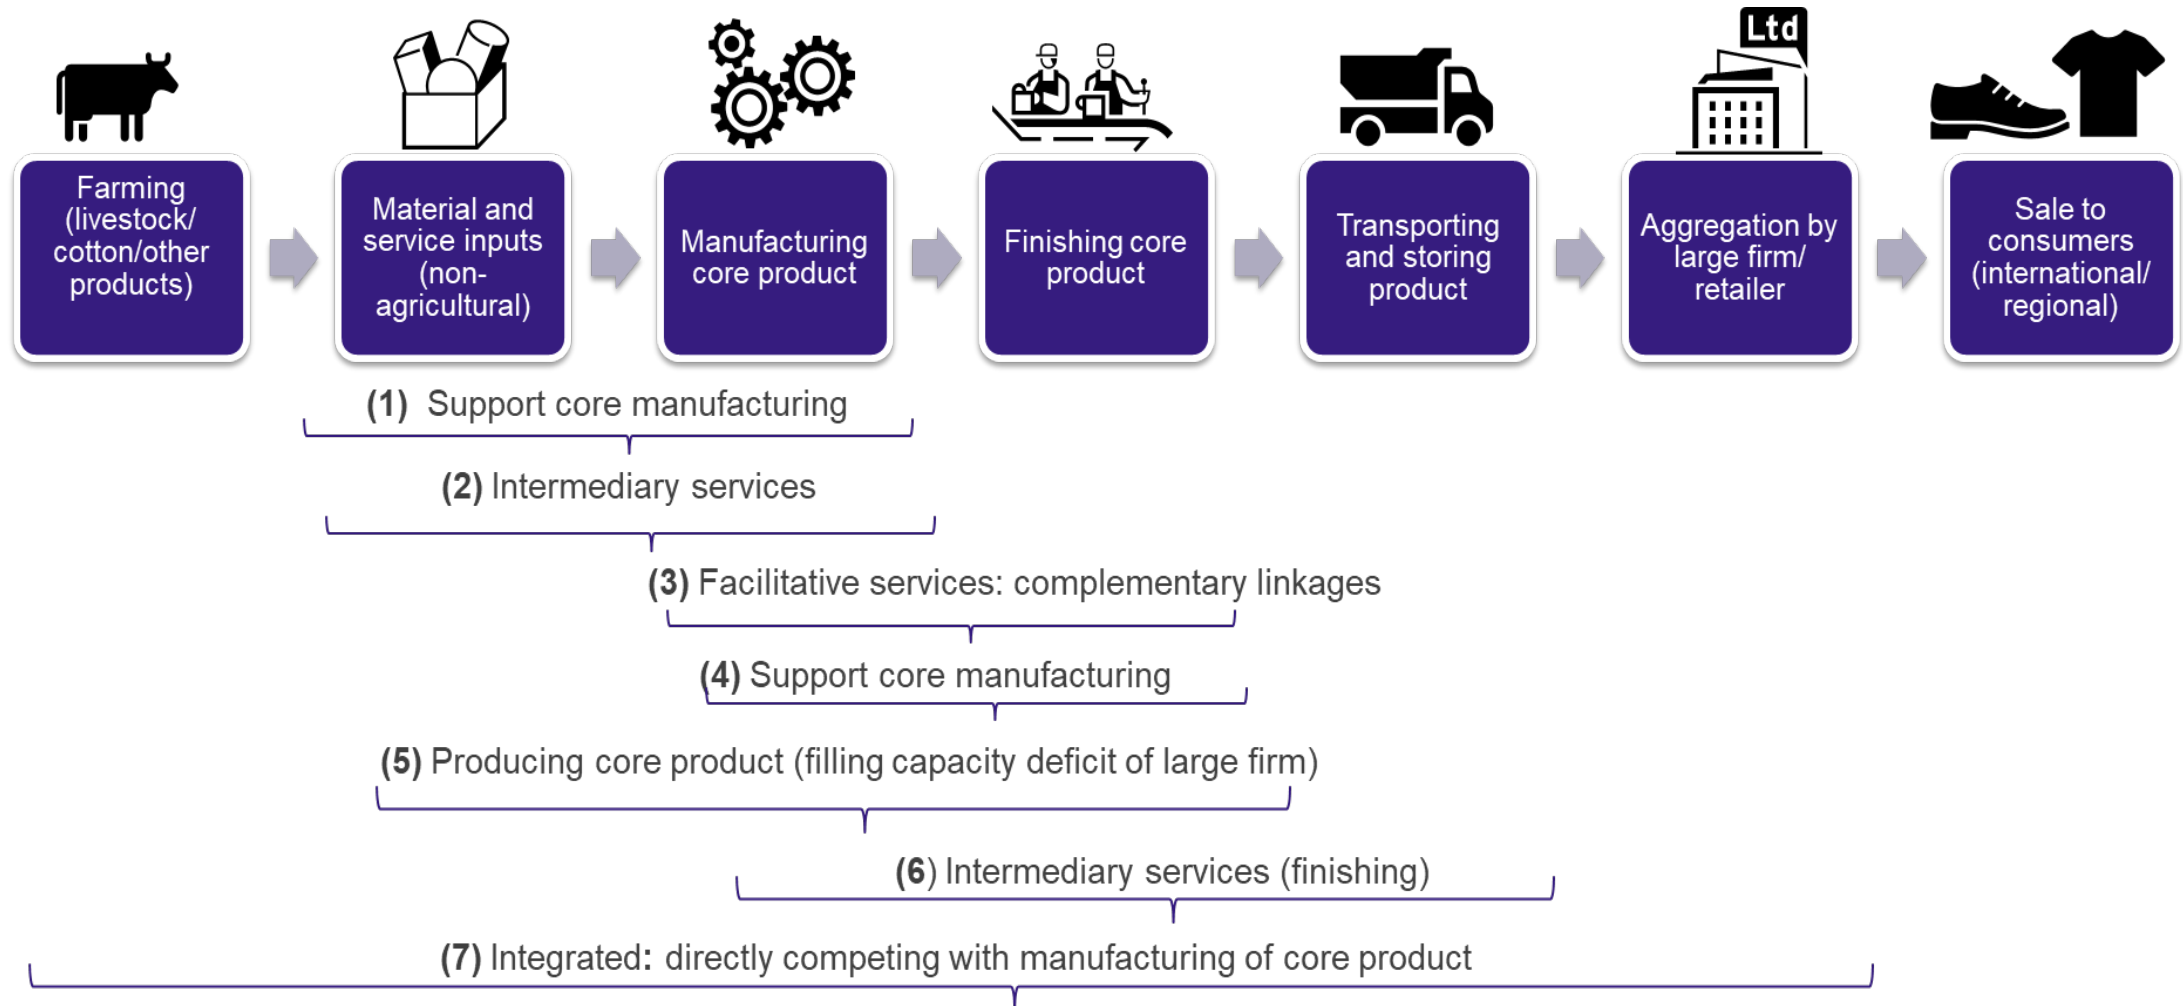 Ltd
Farming
(livestock/
cotton/other
products)
Material and
service inputs
(non-
agricultural)
Manufacturing
core product
Finishing core
product
Transporting
and storing
product
Aggregation by
large firm/
retailer
Sale to
consumers
(international/
regional)
(1) Support core manufacturing
(2) Intermediary services
(3) Facilitative services: complementary linkages
(4) Support core manufacturing
(5) Producing core product (filling capacity deficit of large firm)
(6) Intermediary services (finishing)
(7) Integrated: directly competing with manufacturing of core product